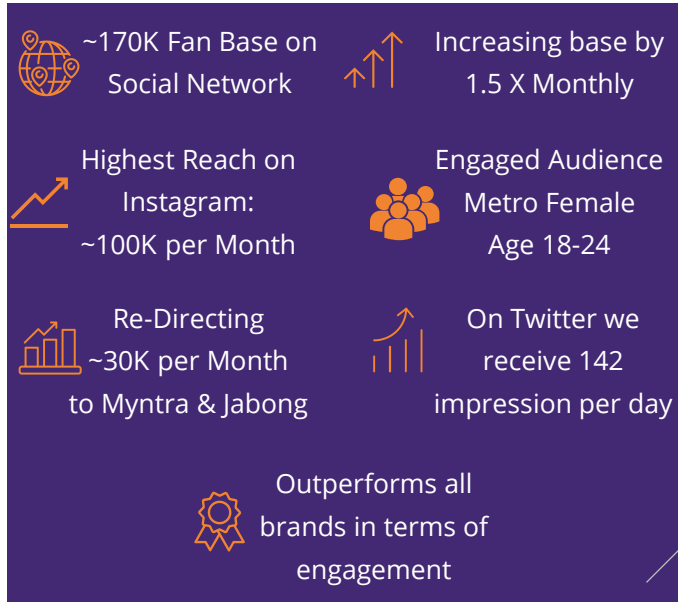 ~170K Fan Base on
Social Network
Increasing base by
1.5 X Monthly
Highest Reach on
Instagram:
~100K per Month
Engaged Audience
Metro Female
Age 18-24
Re-Directing
~30K per Month
to Myntra & Jabong
On Twitter we
receive 142
impression per day
Outperforms all
brands in terms of
engagement